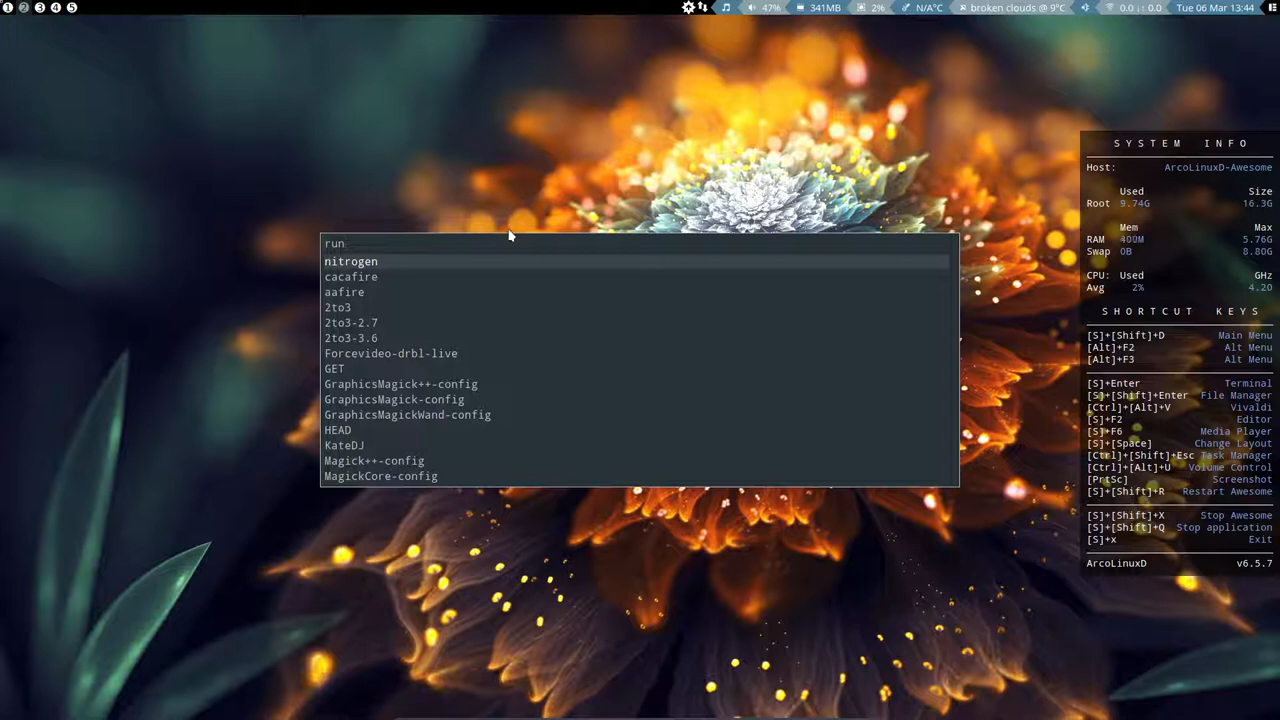 1 2 3 4 5 47% 341MB 2% N/A°C broken clouds @ 9°C 0.0 ↓↑ 0.0 Tue 06 Mar 13:44
run
nitrogen
cacafire
aafire
2to3
2to3-2.7
2to3-3.6
Forcevideo-drbl-live
GET
GraphicsMagick++-config
GraphicsMagick-config
GraphicsMagickWand-config
HEAD
KateDJ
Magick++-config
MagickCore-config
SYSTEM INFO
Host: ArcoLinuxD-Awesome
Used Size
Root 9.74G 16.3G
Mem Max
RAM 400M 5.76G
Swap 0B 8.80G
CPU: Used GHz
Avg 2% 4.20
SHORTCUT KEYS
[S]+[Shift]+D Main Menu
[Alt]+F2 Alt Menu
[Alt]+F3 Alt Menu
[S]+Enter Terminal
[S]+[Shift]+Enter File Manager
[Ctrl]+[Alt]+V Vivaldi
[S]+F2 Editor
[S]+F6 Media Player
[S]+[Space] Change Layout
[Ctrl]+[Shift]+Esc Task Manager
[Ctrl]+[Alt]+U Volume Control
[PrtSc] Screenshot
[S]+[Shift]+R Restart Awesome
[S]+[Shift]+X Stop Awesome
[S]+[Shift]+Q Stop application
[S]+x Exit
ArcoLinuxD v6.5.7